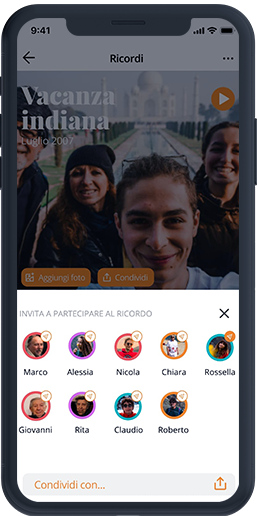 9:41
Ricordi
Vacanza
indiana
Luglio 2007
Aggiungi foto
Condividi
INVITA A PARTECIPARE AL RICORDO
Marco Alessia Nicola Chiara Rossella
Giovanni Rita Claudio Roberto
Condividi con...